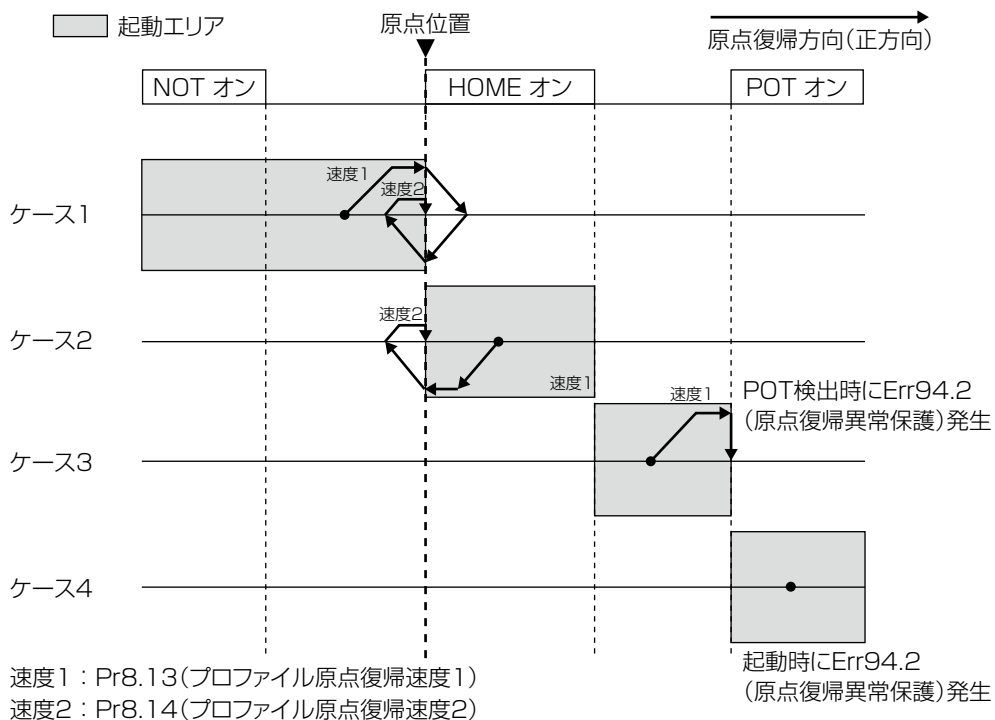 起動エリア
原点位置
原点復帰方向(正方向)
NOT オン
HOME オン
POT オン
ケース1
速度1
速度2
ケース2
速度2
速度1
ケース3
速度1
POT検出時にErr94.2
(原点復帰異常保護)発生
ケース4
起動時にErr94.2
(原点復帰異常保護)発生
速度1:Pr8.13(プロファイル原点復帰速度1)
速度2:Pr8.14(プロファイル原点復帰速度2)